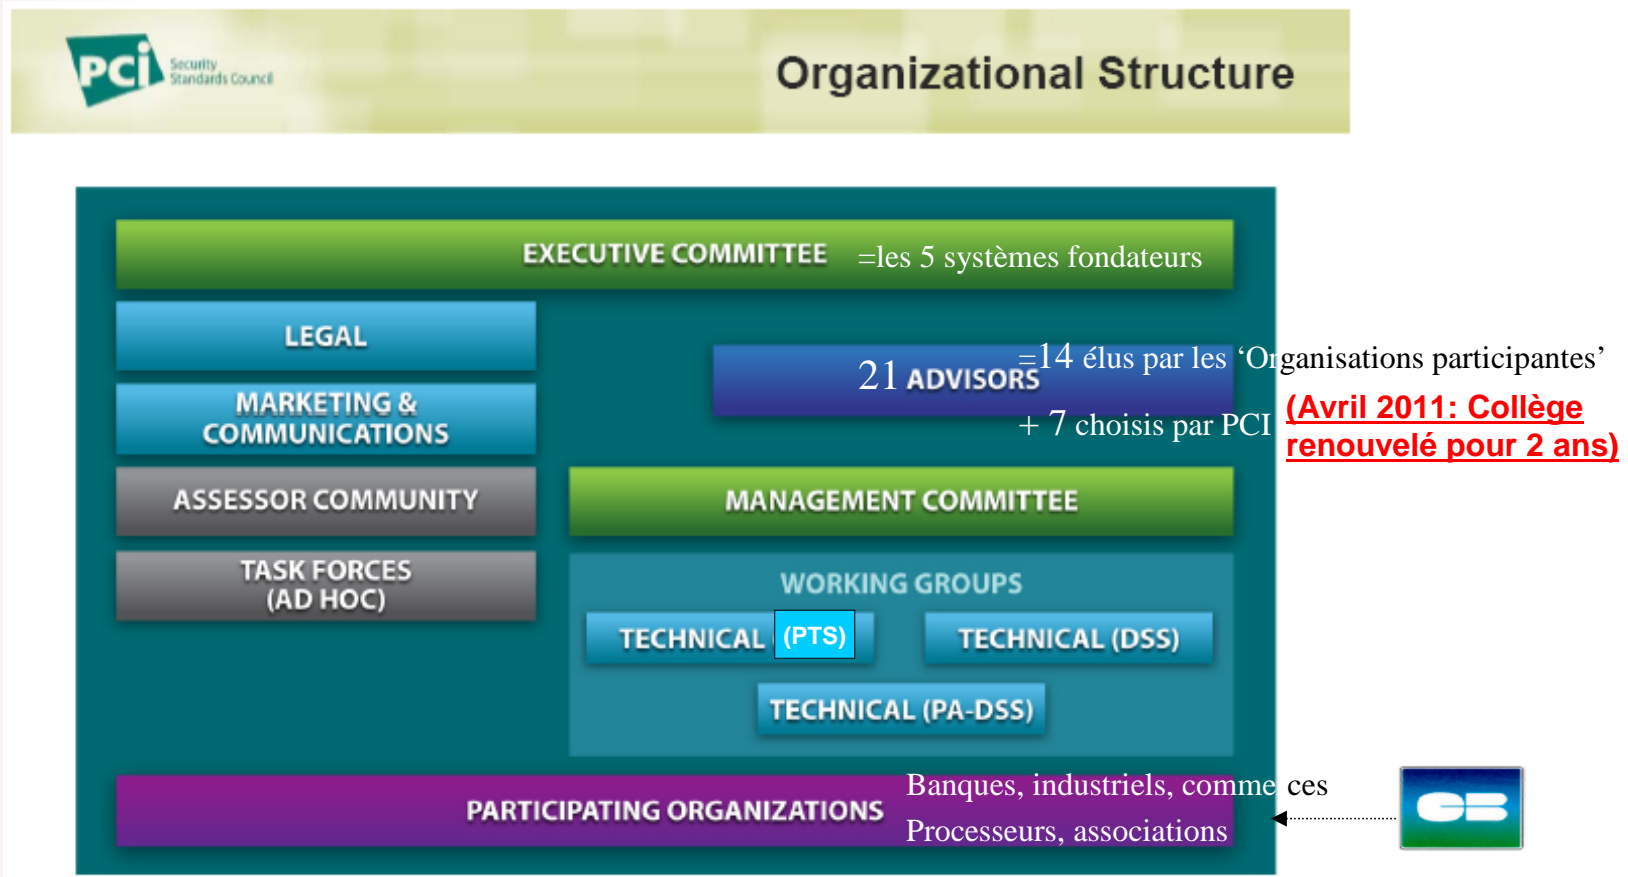 PCI Security
Standards Council
Organizational Structure
EXECUTIVE COMMITTEE =les 5 systèmes fondateurs
LEGAL
MARKETING &
COMMUNICATIONS
ASSESSOR COMMUNITY
TASK FORCES
(AD HOC)
21 ADVISORS
=14 élus par les ‘Organisations participantes’
+ 7 choisis par PCI
(Avril 2011: Collège
renouvelé pour 2 ans)
MANAGEMENT COMMITTEE
WORKING GROUPS
TECHNICAL (PTS)
TECHNICAL (DSS)
TECHNICAL (PA-DSS)
PARTICIPATING ORGANIZATIONS
Banques, industriels, commerces
Processeurs, associations
CB